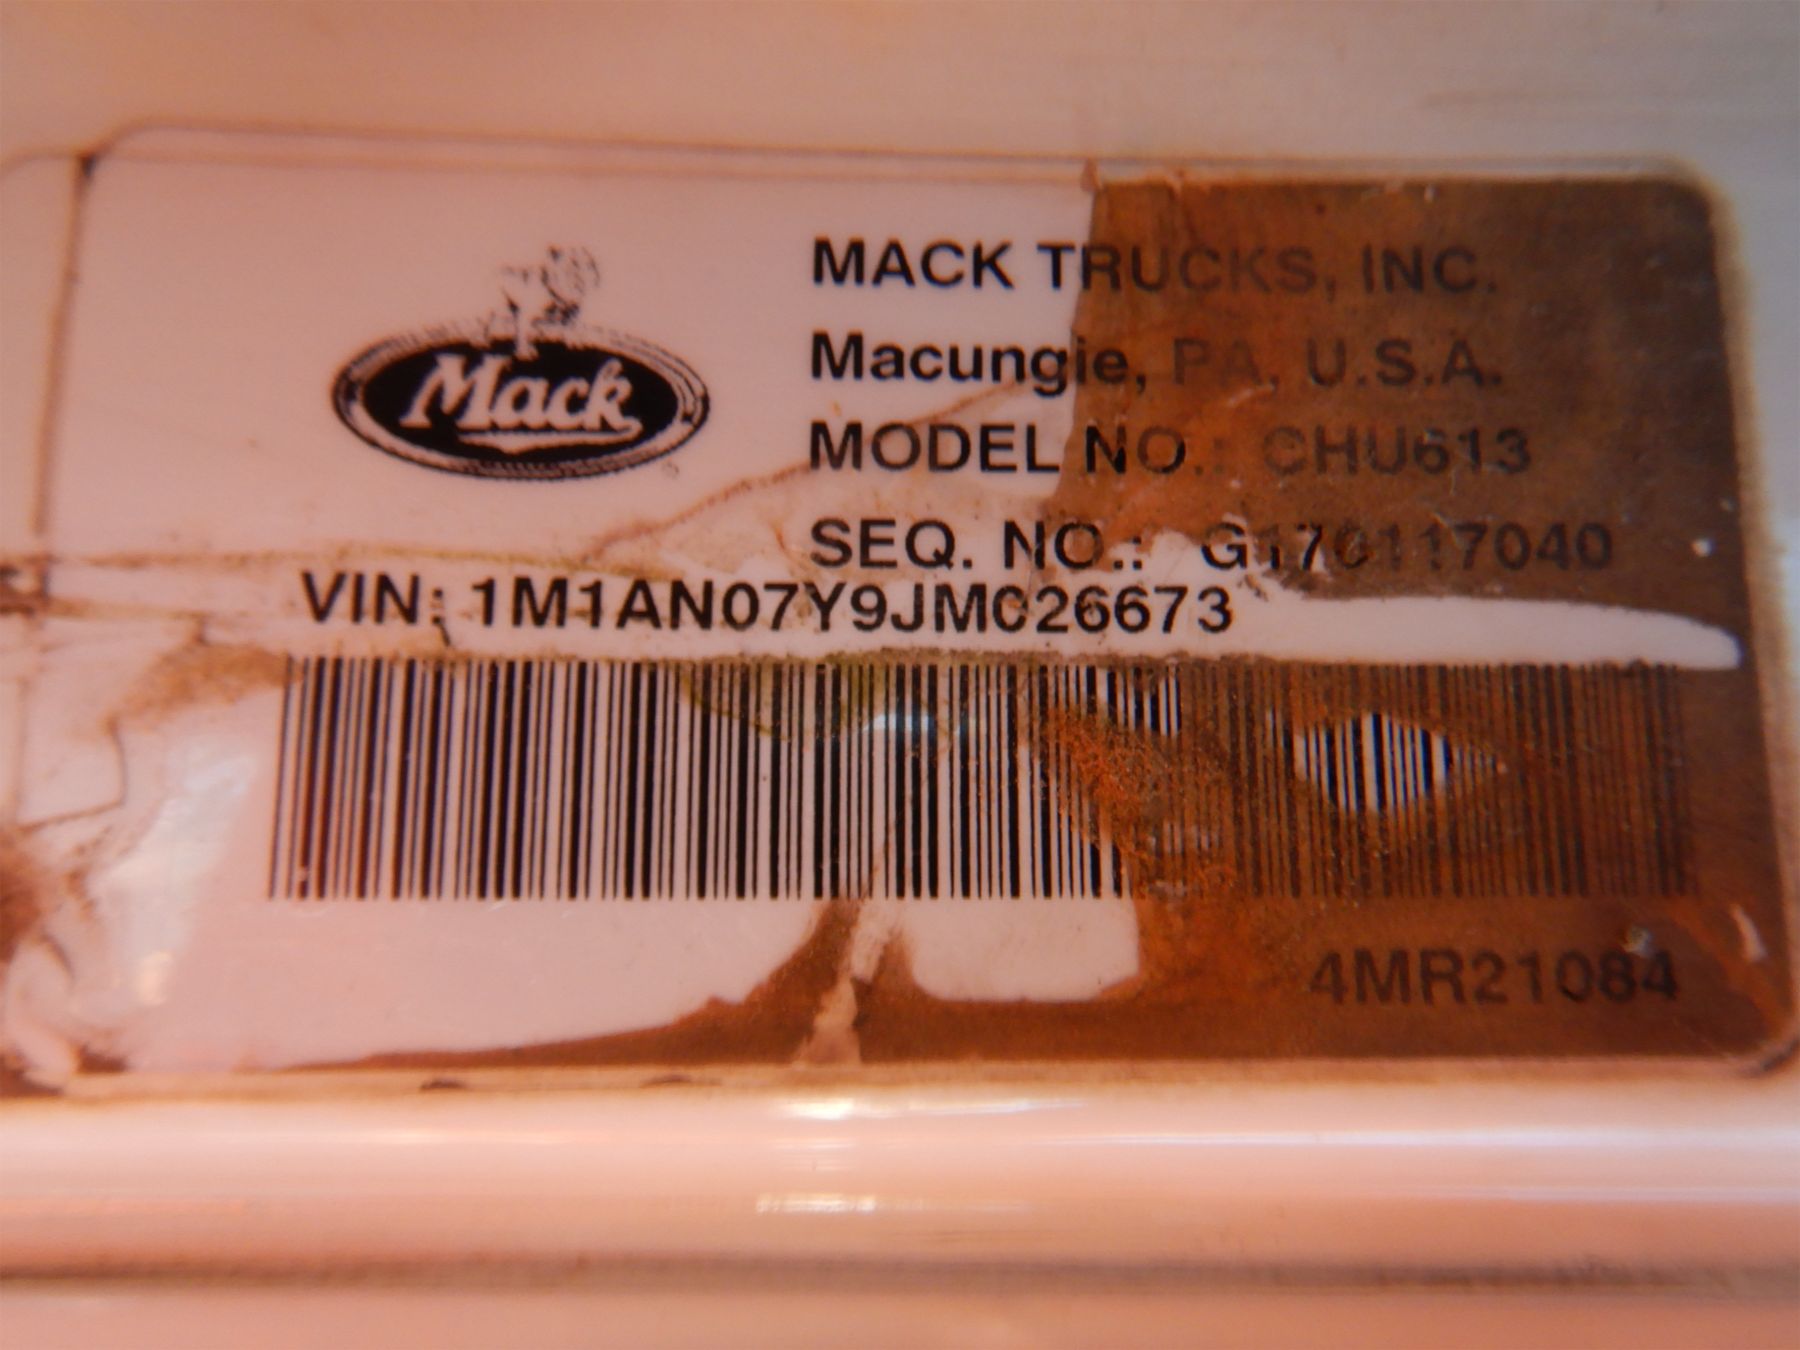 Mack
MACK TRUCKS, INC.
Macungie, PA, U.S.A.
MODEL NO.: CHU613
SEQ. NO.: G170117040
VIN: 1M1AN07Y9JM026673
4MR21084